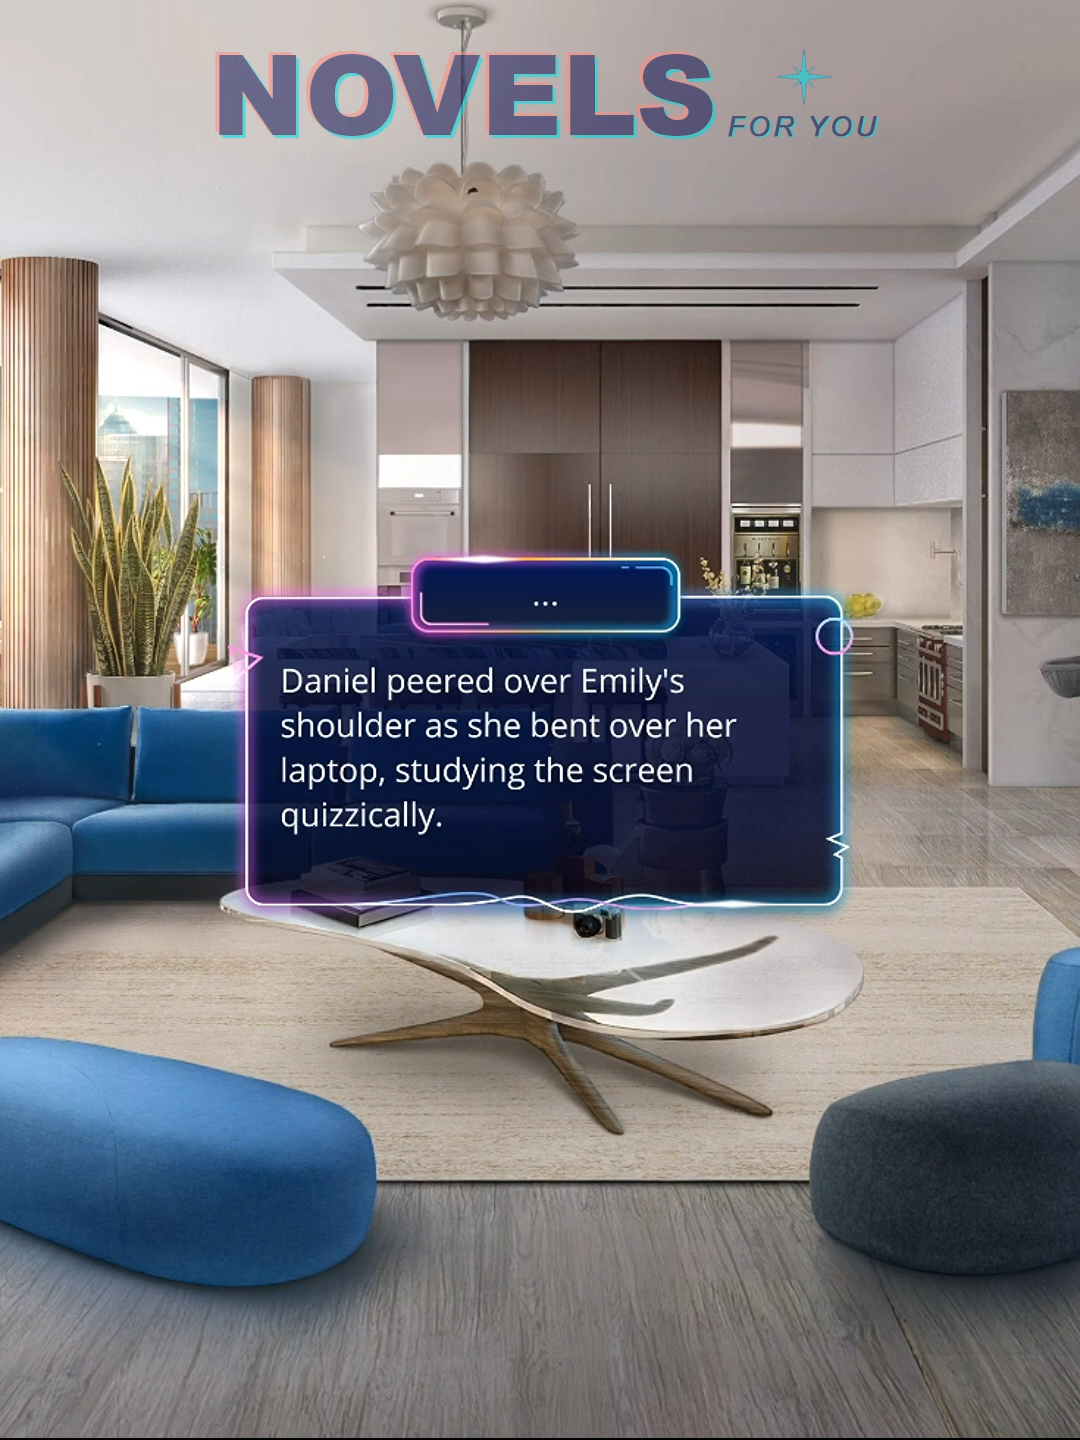 NOVELS
FOR YOU
...
Daniel peered over Emily's
shoulder as she bent over her
laptop, studying the screen
quizzically.